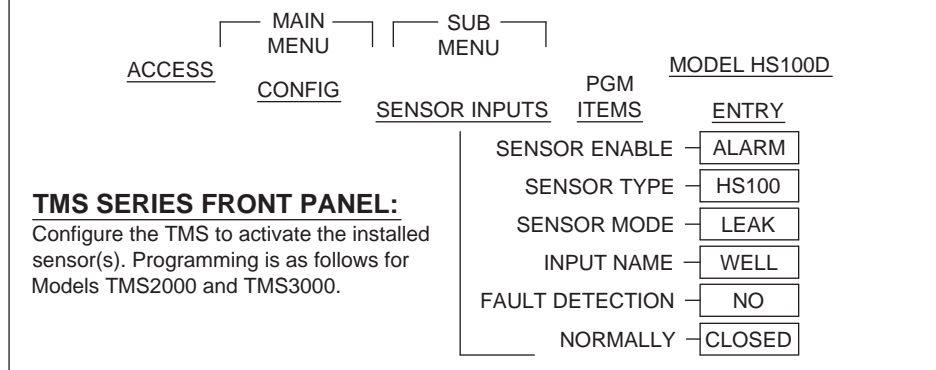 MAIN
MENU
SUB
MENU
ACCESS
CONFIG
SENSOR INPUTS
PGM
ITEMS
MODEL HS100D
ENTRY
SENSOR ENABLE ALARM
SENSOR TYPE HS100
SENSOR MODE LEAK
INPUT NAME WELL
FAULT DETECTION NO
NORMALLY CLOSED
TMS SERIES FRONT PANEL:
Configure the TMS to activate the installed
sensor(s). Programming is as follows for
Models TMS2000 and TMS3000.